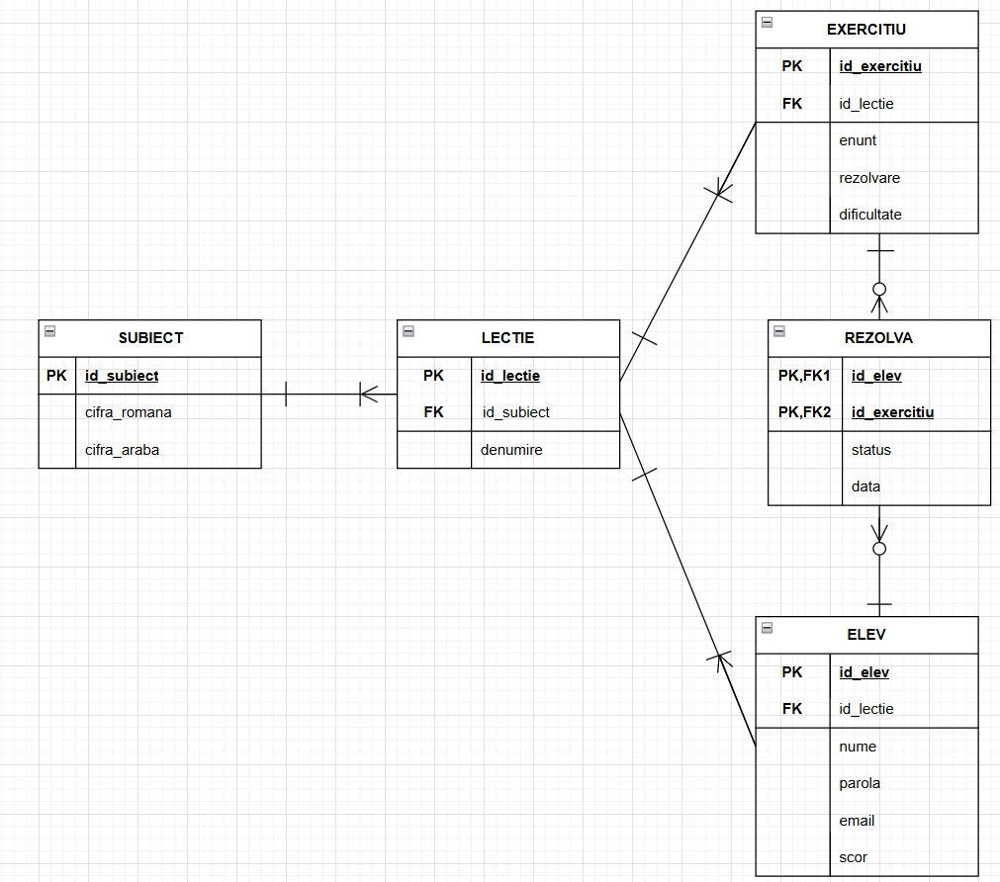 EXERCITIU
PK id_exercitiu
FK id_lectie
enunt
rezolvare
dificultate
SUBIECT
PK id_subiect
cifra_romana
cifra_araba
LECTIE
PK id_lectie
FK id_subiect
denumire
REZOLVA
PK,FK1 id_elev
PK,FK2 id_exercitiu
status
data
ELEV
PK id_elev
FK id_lectie
nume
parola
email
scor